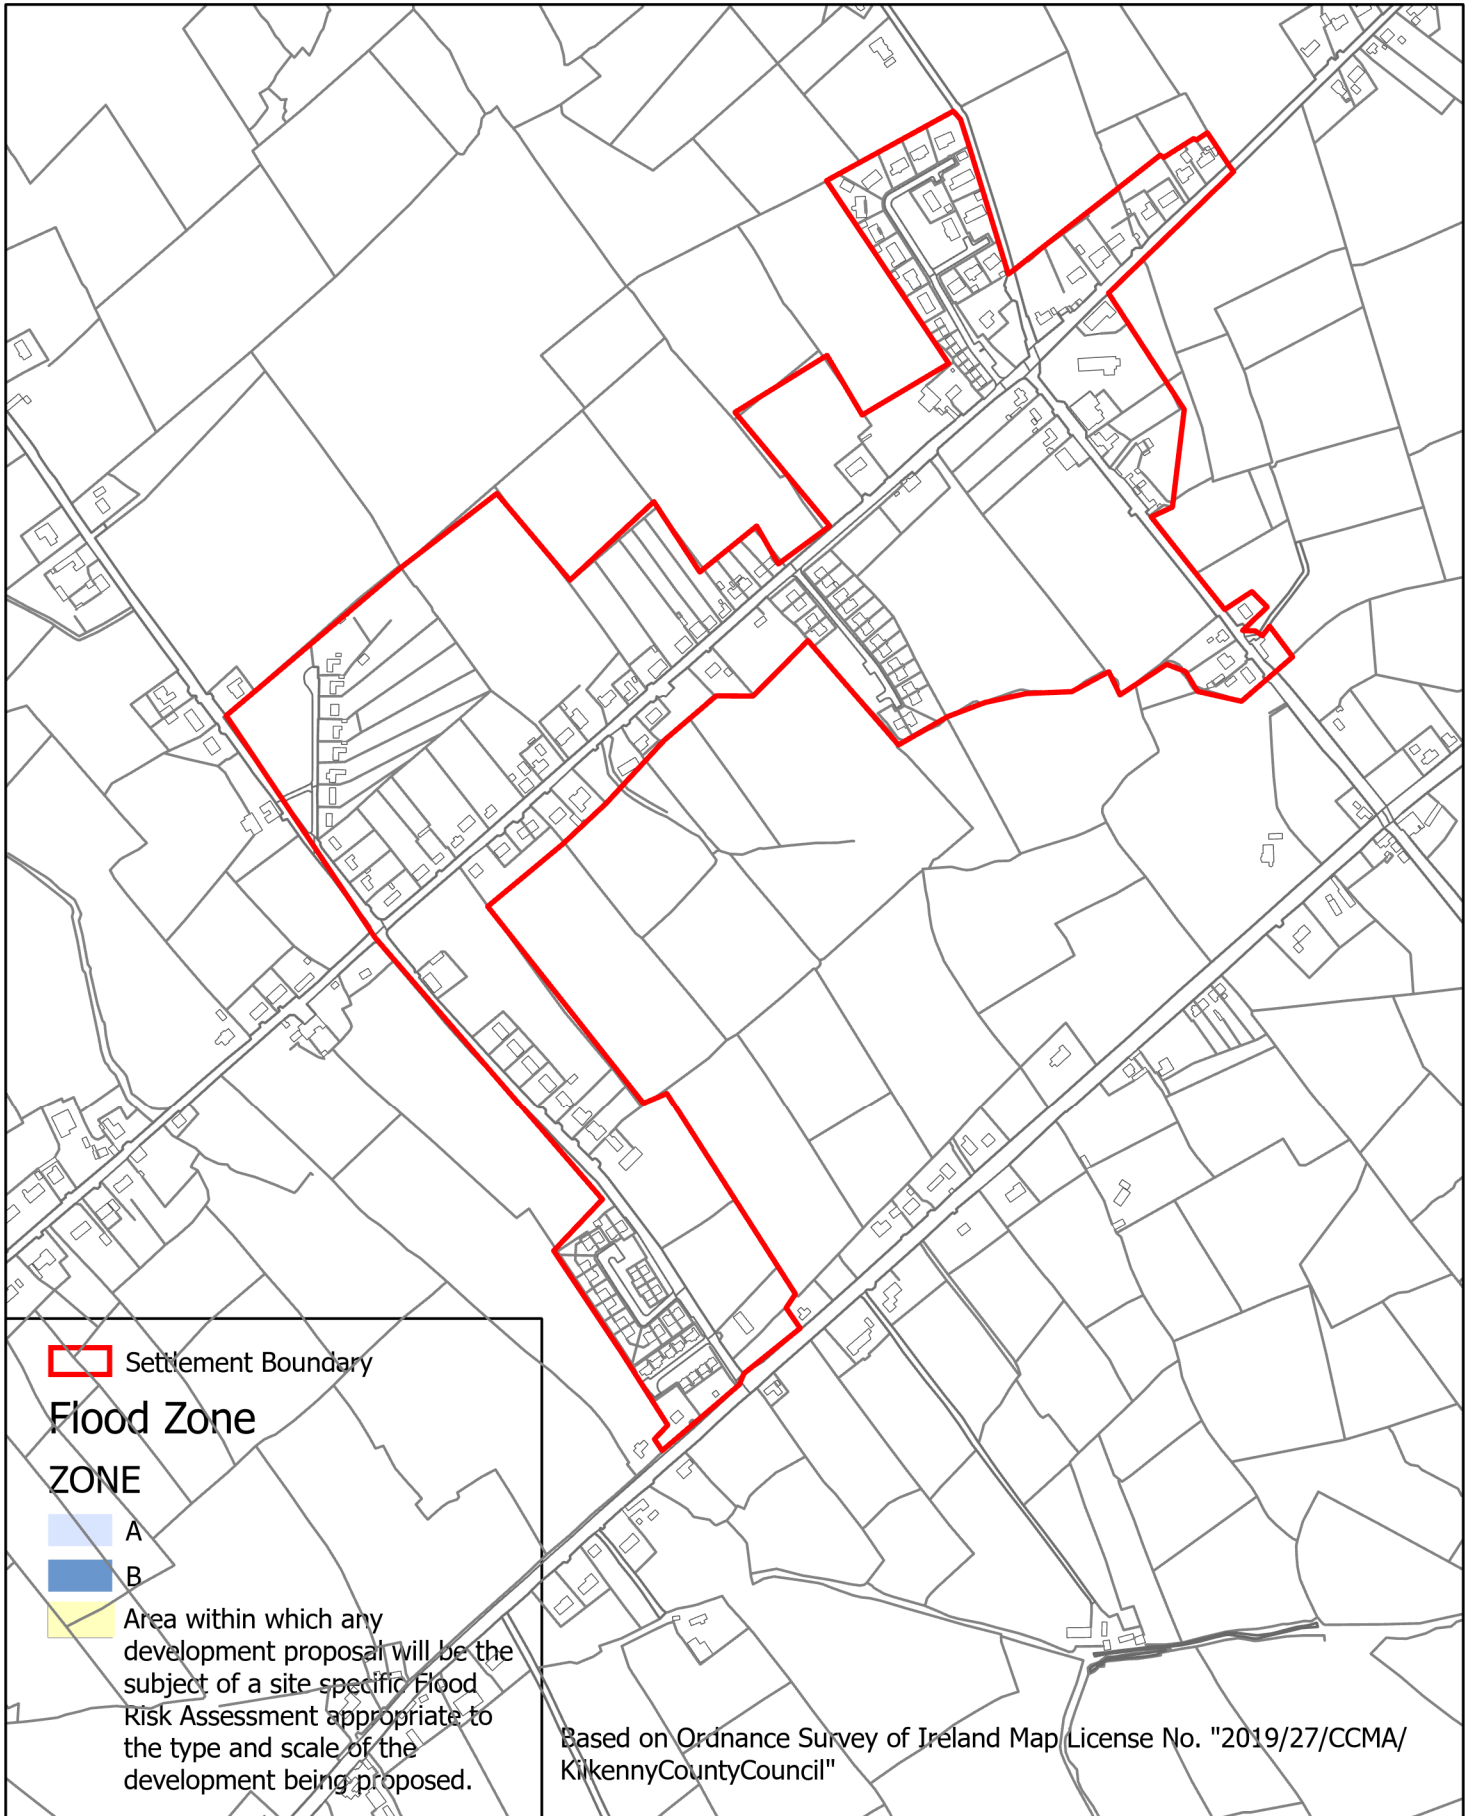 Settlement Boundary
Flood Zone
ZONE
A
B
Area within which any
development proposal will be the
subject of a site specific Flood
Risk Assessment appropriate to
the type and scale of the
development being proposed.
Based on Ordnance Survey of Ireland Map License No. "2019/27/CCMA/
KilkennyCountyCouncil"